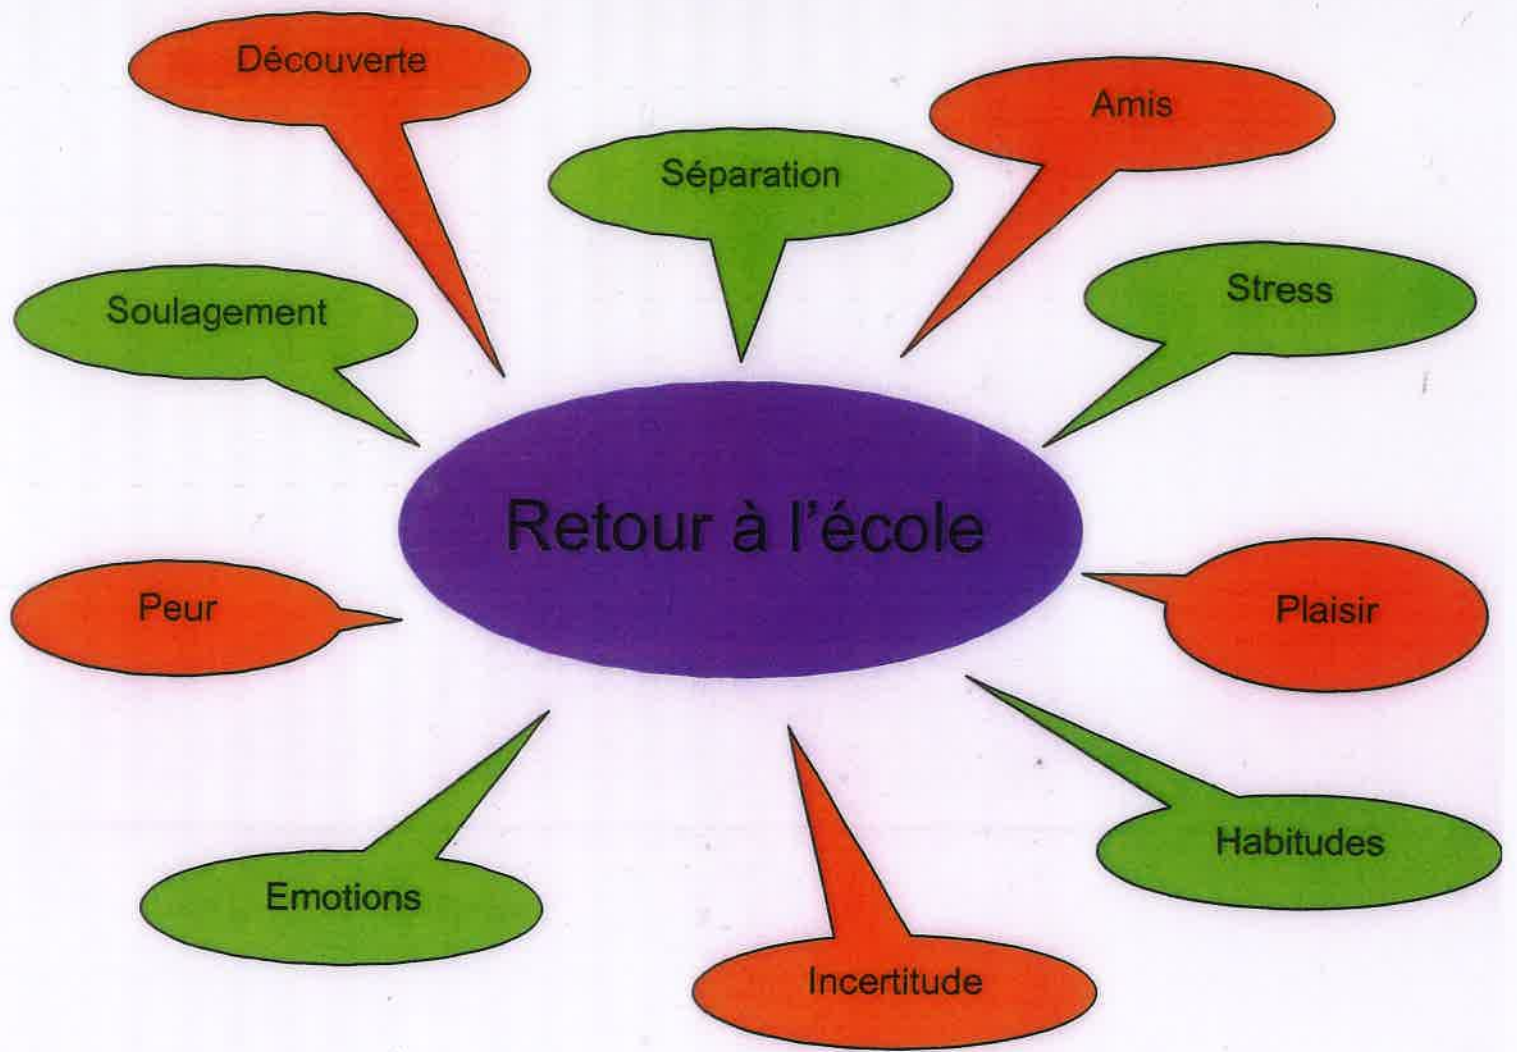 Découverte
Amis
Séparation
Stress
Soulagement
Retour à l'école
Peur
Plaisir
Habitudes
Emotions
Incertitude